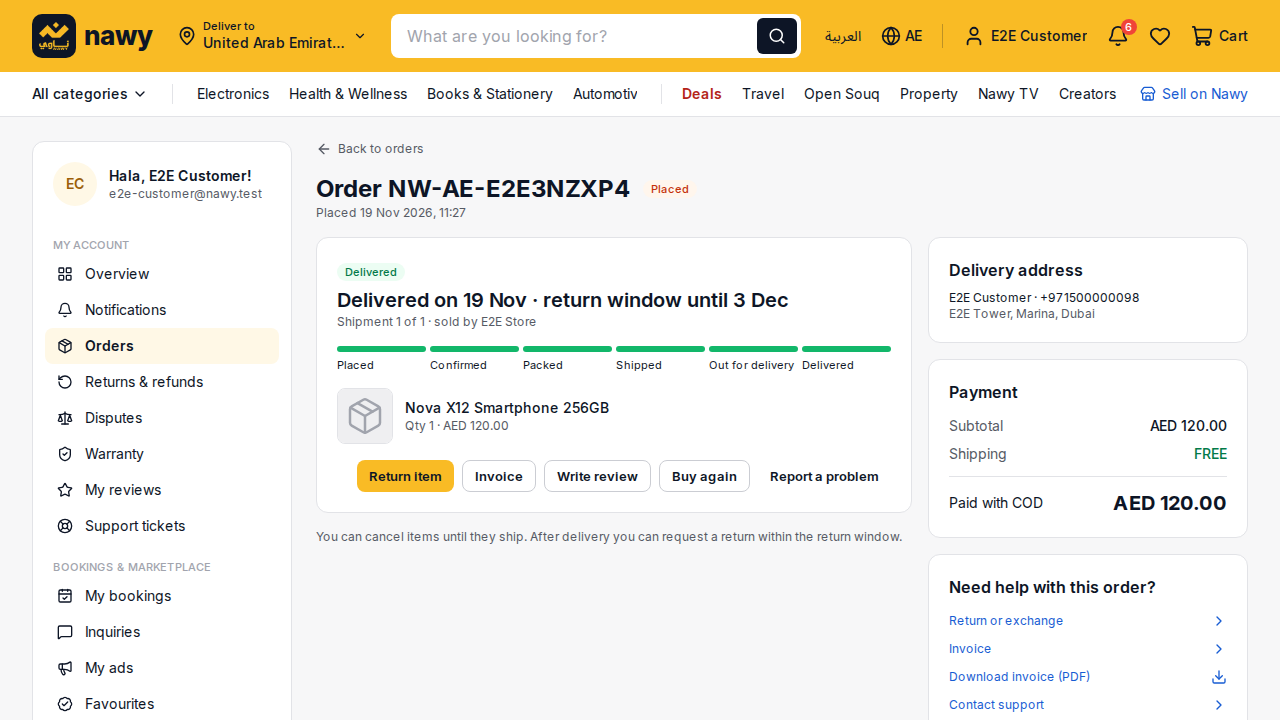 ناوي
NAWY
nawy
Deliver to
United Arab Emirat...
What are you looking for?
العربية
AE
E2E Customer
6
Cart
All categories
Electronics
Health & Wellness
Books & Stationery
Automotiv
Deals
Travel
Open Souq
Property
Nawy TV
Creators
Sell on Nawy
EC
Hala, E2E Customer!
e2e-customer@nawy.test
MY ACCOUNT
Overview
Notifications
Orders
Returns & refunds
Disputes
Warranty
My reviews
Support tickets
BOOKINGS & MARKETPLACE
My bookings
Inquiries
My ads
Favourites
Back to orders
Order NW-AE-E2E3NZXP4
Placed
Placed 19 Nov 2026, 11:27
Delivered
Delivered on 19 Nov · return window until 3 Dec
Shipment 1 of 1 · sold by E2E Store
Placed
Confirmed
Packed
Shipped
Out for delivery
Delivered
Nova X12 Smartphone 256GB
Qty 1 · AED 120.00
Return item
Invoice
Write review
Buy again
Report a problem
You can cancel items until they ship. After delivery you can request a return within the return window.
Delivery address
E2E Customer · +971500000098
E2E Tower, Marina, Dubai
Payment
Subtotal
AED 120.00
Shipping
FREE
Paid with COD
AED 120.00
Need help with this order?
Return or exchange
Invoice
Download invoice (PDF)
Contact support